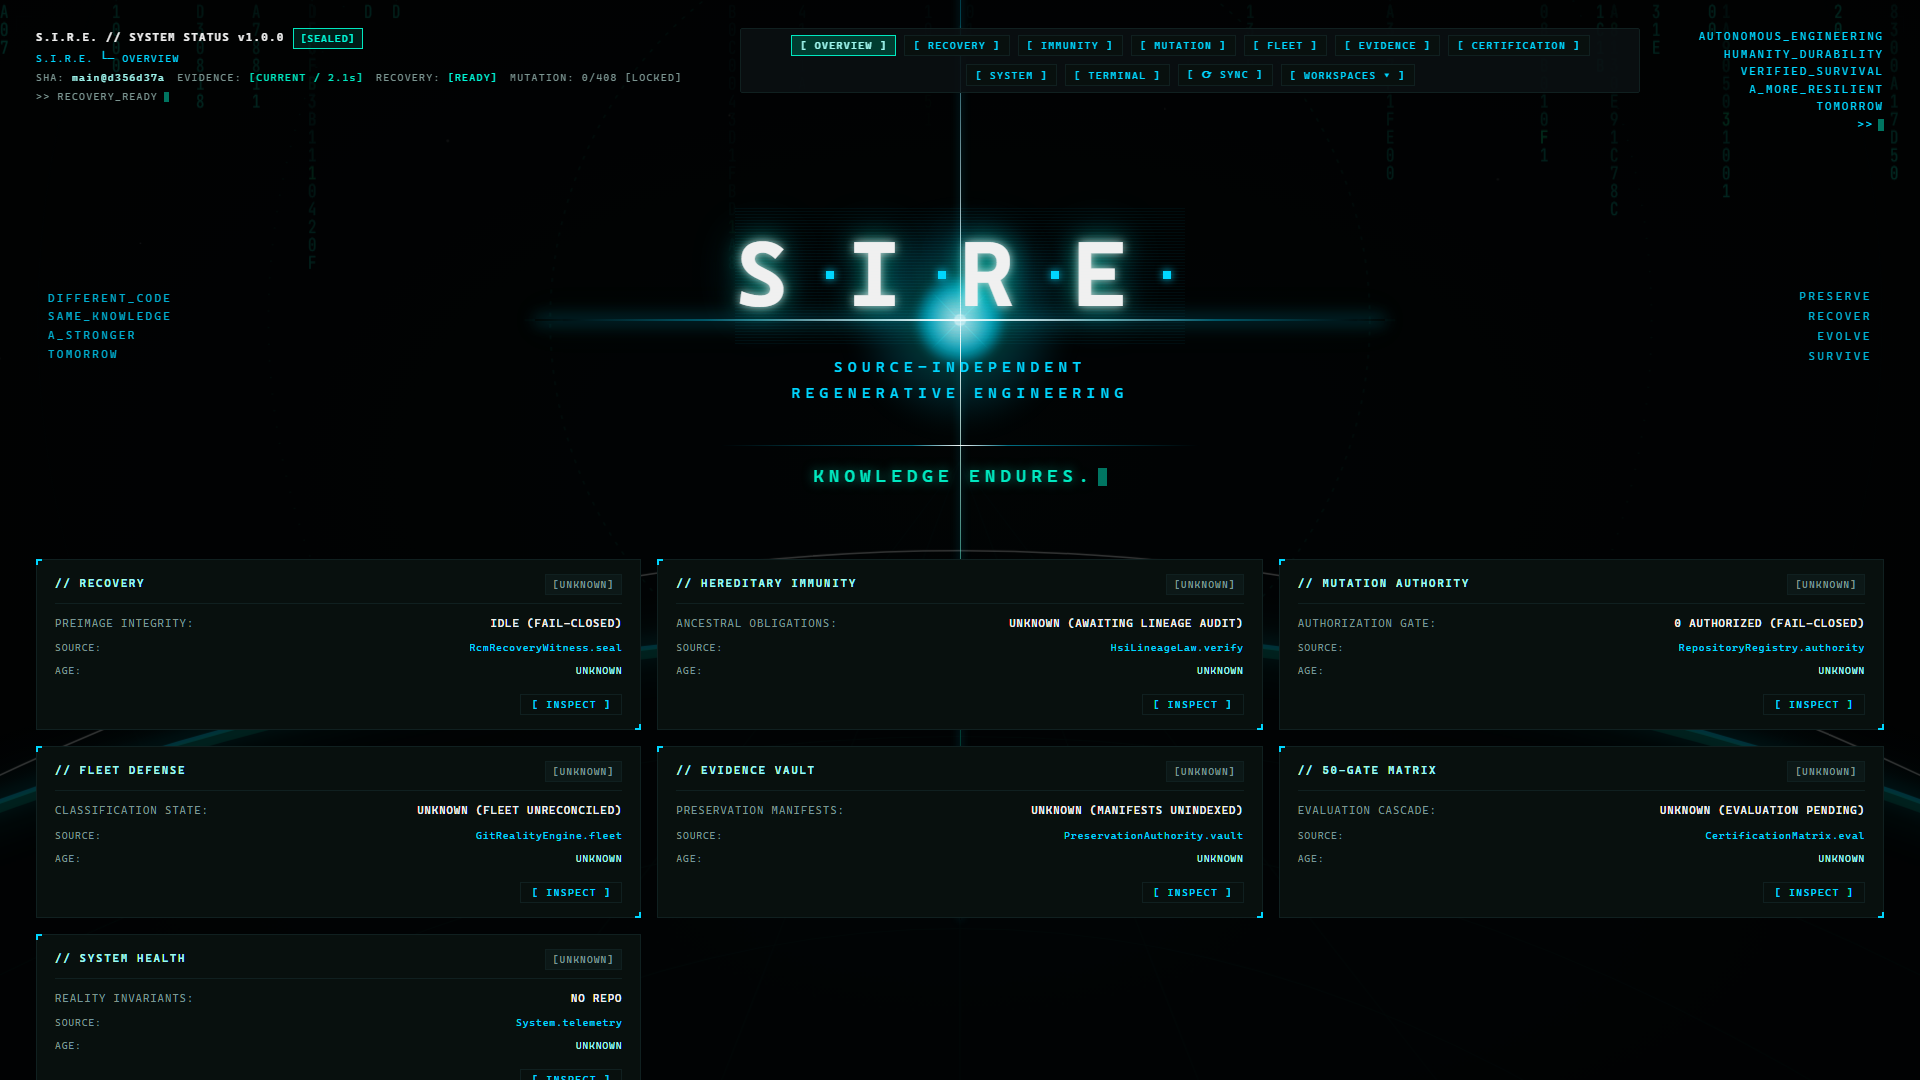 S.I.R.E. // SYSTEM STATUS v1.0.0 [SEALED]
S.I.R.E. └─ OVERVIEW
SHA: main@d356d37a EVIDENCE: [CURRENT / 2.1s] RECOVERY: [READY] MUTATION: 0/408 [LOCKED]
>> RECOVERY_READY
[ OVERVIEW ] [ RECOVERY ] [ IMMUNITY ] [ MUTATION ] [ FLEET ] [ EVIDENCE ] [ CERTIFICATION ]
[ SYSTEM ] [ TERMINAL ] [ ⟳ SYNC ] [ WORKSPACES ▾ ]
AUTONOMOUS_ENGINEERING
HUMANITY_DURABILITY
VERIFIED_SURVIVAL
A_MORE_RESILIENT
TOMORROW
>>
DIFFERENT_CODE
SAME_KNOWLEDGE
A_STRONGER
TOMORROW
S.I.R.E.
SOURCE-INDEPENDENT
REGENERATIVE ENGINEERING
KNOWLEDGE ENDURES.
PRESERVE
RECOVER
EVOLVE
SURVIVE
// RECOVERY [UNKNOWN]
PREIMAGE INTEGRITY: IDLE (FAIL-CLOSED)
SOURCE: RcmRecoveryWitness.seal
AGE: UNKNOWN
[ INSPECT ]
// HEREDITARY IMMUNITY [UNKNOWN]
ANCESTRAL OBLIGATIONS: UNKNOWN (AWAITING LINEAGE AUDIT)
SOURCE: HsiLineageLaw.verify
AGE: UNKNOWN
[ INSPECT ]
// MUTATION AUTHORITY [UNKNOWN]
AUTHORIZATION GATE: 0 AUTHORIZED (FAIL-CLOSED)
SOURCE: RepositoryRegistry.authority
AGE: UNKNOWN
[ INSPECT ]
// FLEET DEFENSE [UNKNOWN]
CLASSIFICATION STATE: UNKNOWN (FLEET UNRECONCILED)
SOURCE: GitRealityEngine.fleet
AGE: UNKNOWN
[ INSPECT ]
// EVIDENCE VAULT [UNKNOWN]
PRESERVATION MANIFESTS: UNKNOWN (MANIFESTS UNINDEXED)
SOURCE: PreservationAuthority.vault
AGE: UNKNOWN
[ INSPECT ]
// 50-GATE MATRIX [UNKNOWN]
EVALUATION CASCADE: UNKNOWN (EVALUATION PENDING)
SOURCE: CertificationMatrix.eval
AGE: UNKNOWN
[ INSPECT ]
// SYSTEM HEALTH [UNKNOWN]
REALITY INVARIANTS: NO REPO
SOURCE: System.telemetry
AGE: UNKNOWN
[ INSPECT ]